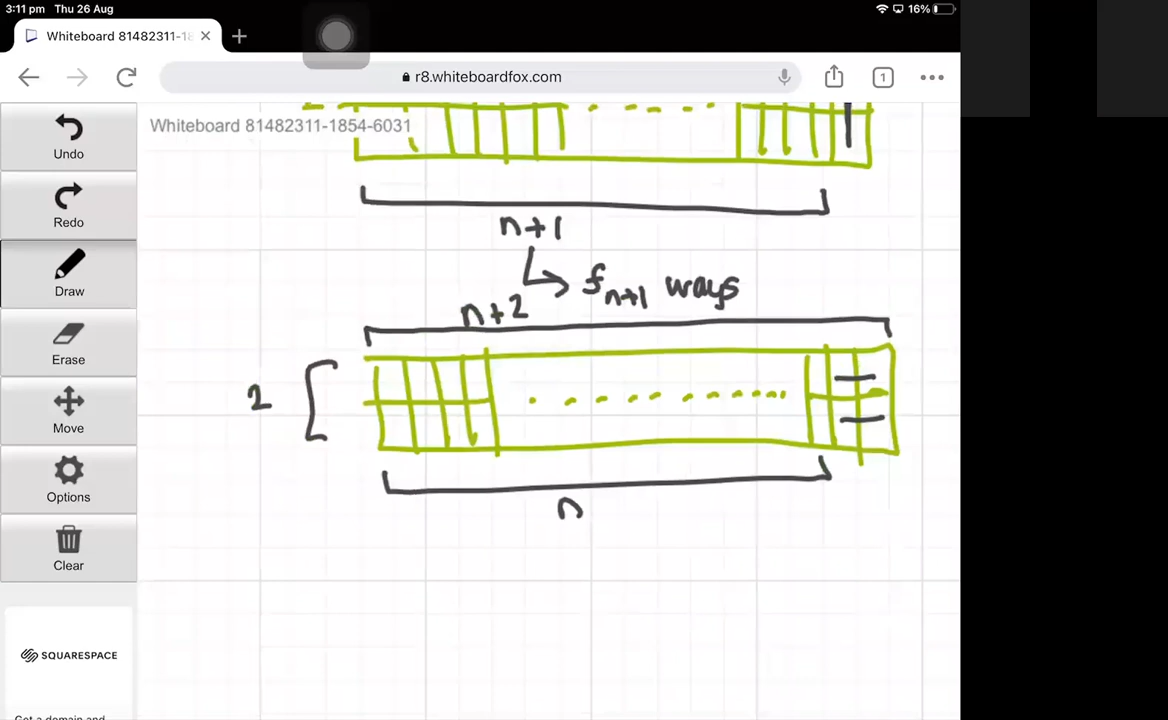 3:11 pm Thu 26 Aug
16%
Whiteboard 81482311-18
r8.whiteboardfox.com
1
Whiteboard 81482311-1854-6031
Undo
Redo
Draw
Erase
Move
Options
Clear
SQUARESPACE
n+1
f_{n+1} ways
n+2
2
n